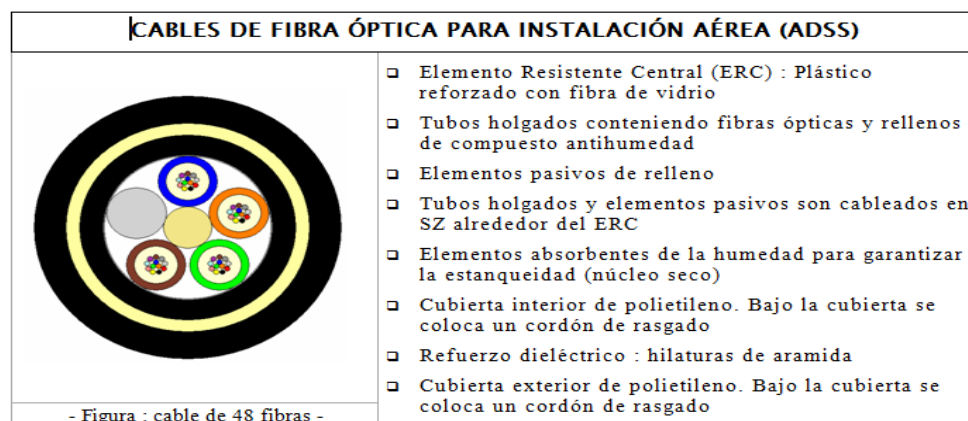 CABLES DE FIBRA ÓPTICA PARA INSTALACIÓN AÉREA (ADSS)
❑ Elemento Resistente Central (ERC) : Plástico
reforzado con fibra de vidrio
❑ Tubos holgados conteniendo fibras ópticas y rellenos
de compuesto antihumedad
❑ Elementos pasivos de relleno
❑ Tubos holgados y elementos pasivos son cableados en
SZ alrededor del ERC
❑ Elementos absorbentes de la humedad para garantizar
la estanqueidad (núcleo seco)
❑ Cubierta interior de polietileno. Bajo la cubierta se
coloca un cordón de rasgado
❑ Refuerzo dieléctrico : hilaturas de aramida
❑ Cubierta exterior de polietileno. Bajo la cubierta se
coloca un cordón de rasgado
- Figura : cable de 48 fibras -